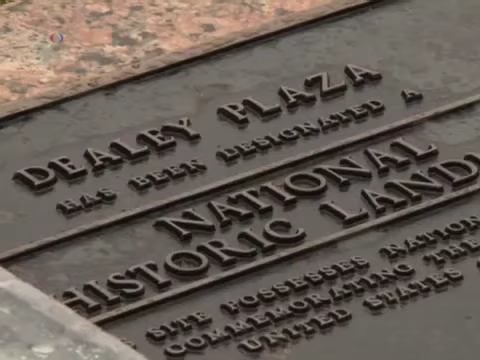 DEALEY PLAZA
HAS BEEN DESIGNATED A
NATIONAL
HISTORIC LAND
SITE POSSESSES NATION
COMMEMORATING THE
UNITED STATES